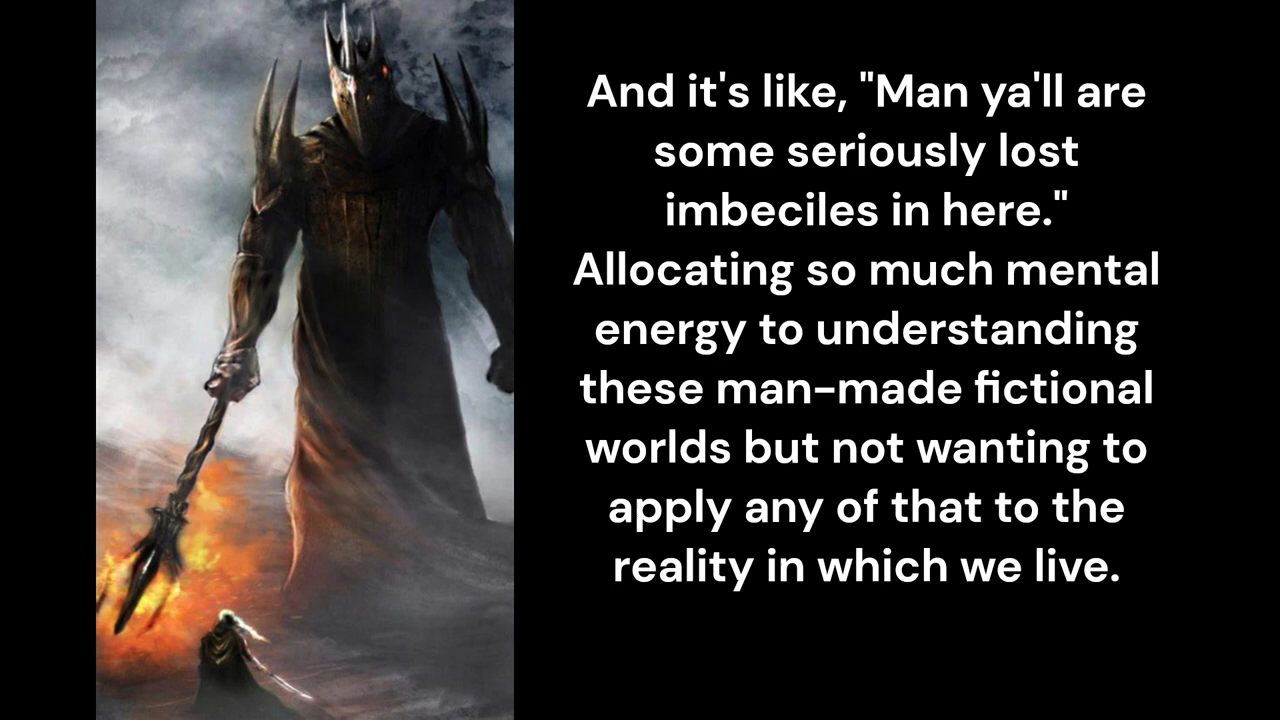 And it's like, "Man ya'll are
some seriously lost
imbeciles in here."
Allocating so much mental
energy to understanding
these man-made fictional
worlds but not wanting to
apply any of that to the
reality in which we live.